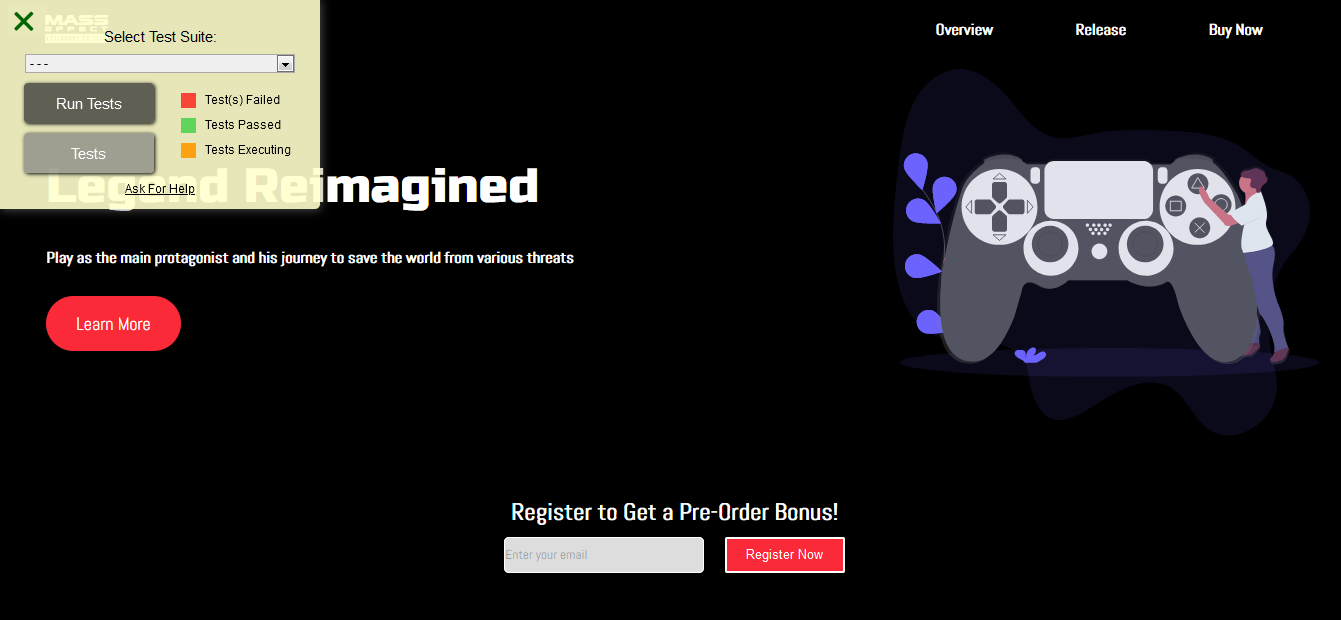 MASS
EFFECT
Select Test Suite:
- - -
Run Tests
Tests
Test(s) Failed
Tests Passed
Tests Executing
Ask For Help
Overview
Release
Buy Now
Legend Reimagined
Play as the main protagonist and his journey to save the world from various threats
Learn More
Register to Get a Pre-Order Bonus!
Enter your email
Register Now